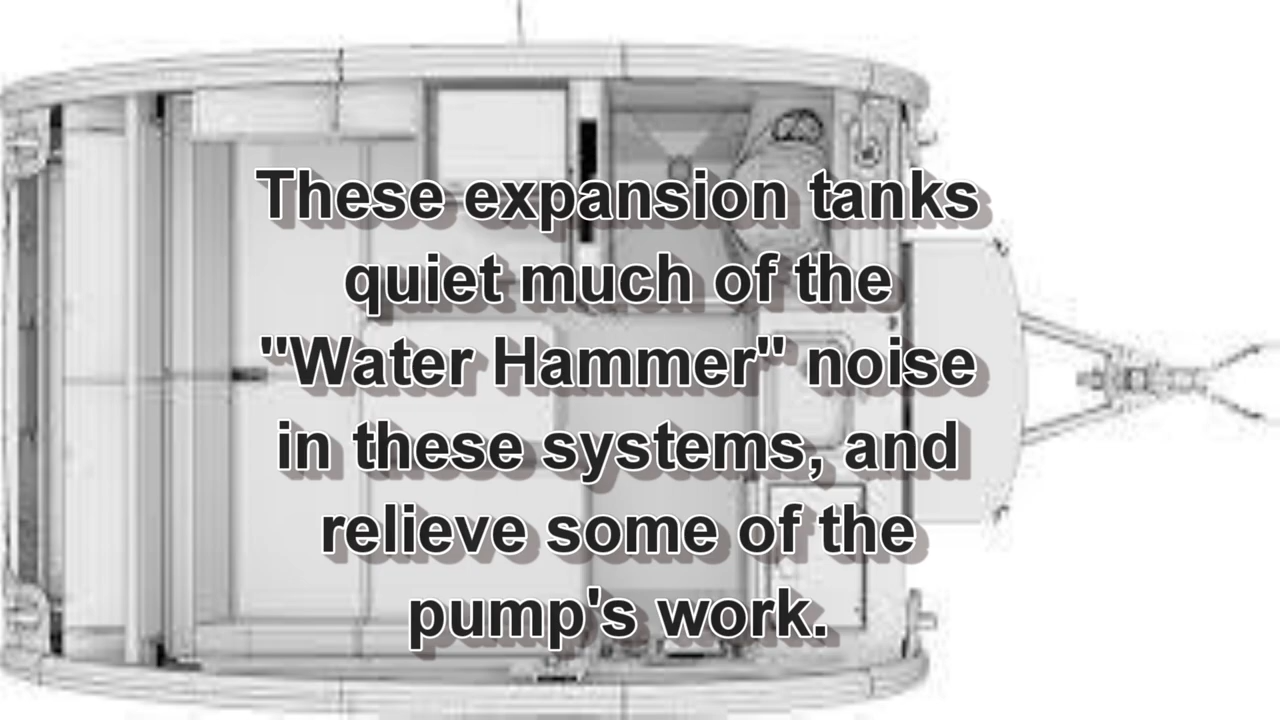 These expansion tanks
quiet much of the
"Water Hammer" noise
in these systems, and
relieve some of the
pump's work.